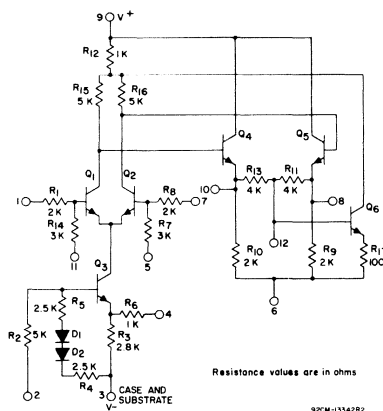 9 V+
R12
1K
R15
5K
R16
5K
Q4
Q5
Q1
Q2
R13
4K
R11
4K
Q6
10
8
1
R1
2K
R8
2K
7
R14
3K
R7
3K
11
5
R10
2K
12
R9
2K
R17
100
6
Q3
R5
2.5K
R6
1K
4
R2
5K
D1
D2
R3
2.8K
2.5K
R4
CASE AND
SUBSTRATE
2
3
V-
Resistance values are in ohms
92CM-13342R2